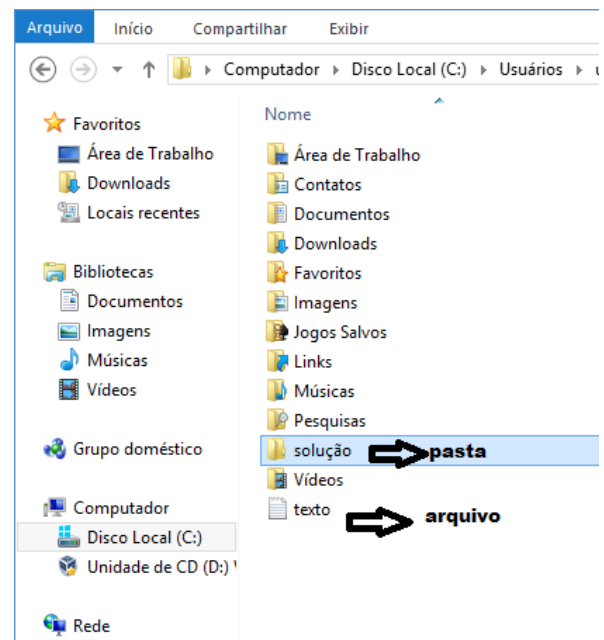 Arquivo Início Compartilhar Exibir
Computador Disco Local (C:) Usuários
Favoritos
Área de Trabalho
Downloads
Locais recentes
Bibliotecas
Documentos
Imagens
Músicas
Vídeos
Grupo doméstico
Computador
Disco Local (C:)
Unidade de CD (D:)
Rede
Nome
Área de Trabalho
Contatos
Documentos
Downloads
Favoritos
Imagens
Jogos Salvos
Links
Músicas
Pesquisas
solução pasta
Vídeos
texto arquivo